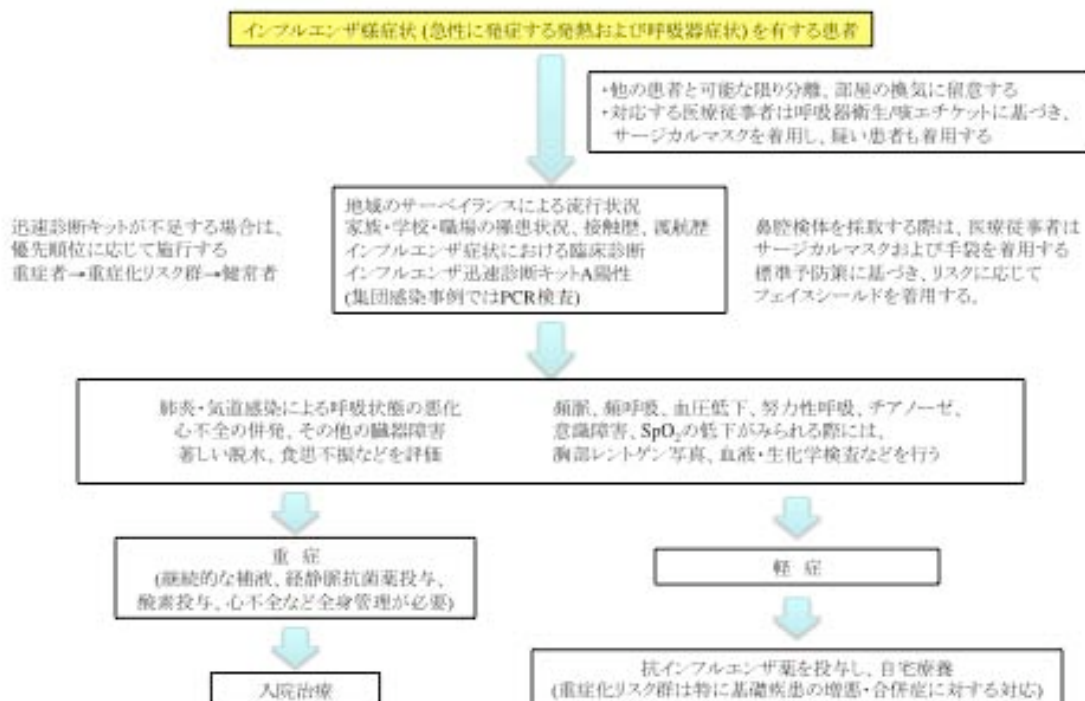 インフルエンザ様症状 (急性に発症する発熱および呼吸器症状) を有する患者
・他の患者と可能な限り分離、部屋の換気に留意する
・対応する医療従事者は呼吸器衛生/咳エチケットに基づき、
サージカルマスクを着用し、疑い患者も着用する
迅速診断キットが不足する場合は、
優先順位に応じて施行する
重症者→重症化リスク群→健常者
地域のサーベイランスによる流行状況
家族・学校・職場の罹患状況、接触歴、渡航歴
インフルエンザ症状における臨床診断
インフルエンザ迅速診断キットA陽性
(集団感染事例ではPCR検査)
鼻腔検体を採取する際は、医療従事者は
サージカルマスクおよび手袋を着用する
標準予防策に基づき、リスクに応じて
フェイスシールドを着用する。
肺炎・気道感染による呼吸状態の悪化
心不全の併発、その他の臓器障害
著しい脱水、食思不振などを評価
頻脈、頻呼吸、血圧低下、努力性呼吸、チアノーゼ、
意識障害、SpO₂の低下がみられる際には、
胸部レントゲン写真、血液・生化学検査などを行う
重 症
(継続的な補液、経静脈抗菌薬投与、
酸素投与、心不全など全身管理が必要)
軽 症
入院治療
抗インフルエンザ薬を投与し、自宅療養
(重症化リスク群は特に基礎疾患の増悪・合併症に対する対応)